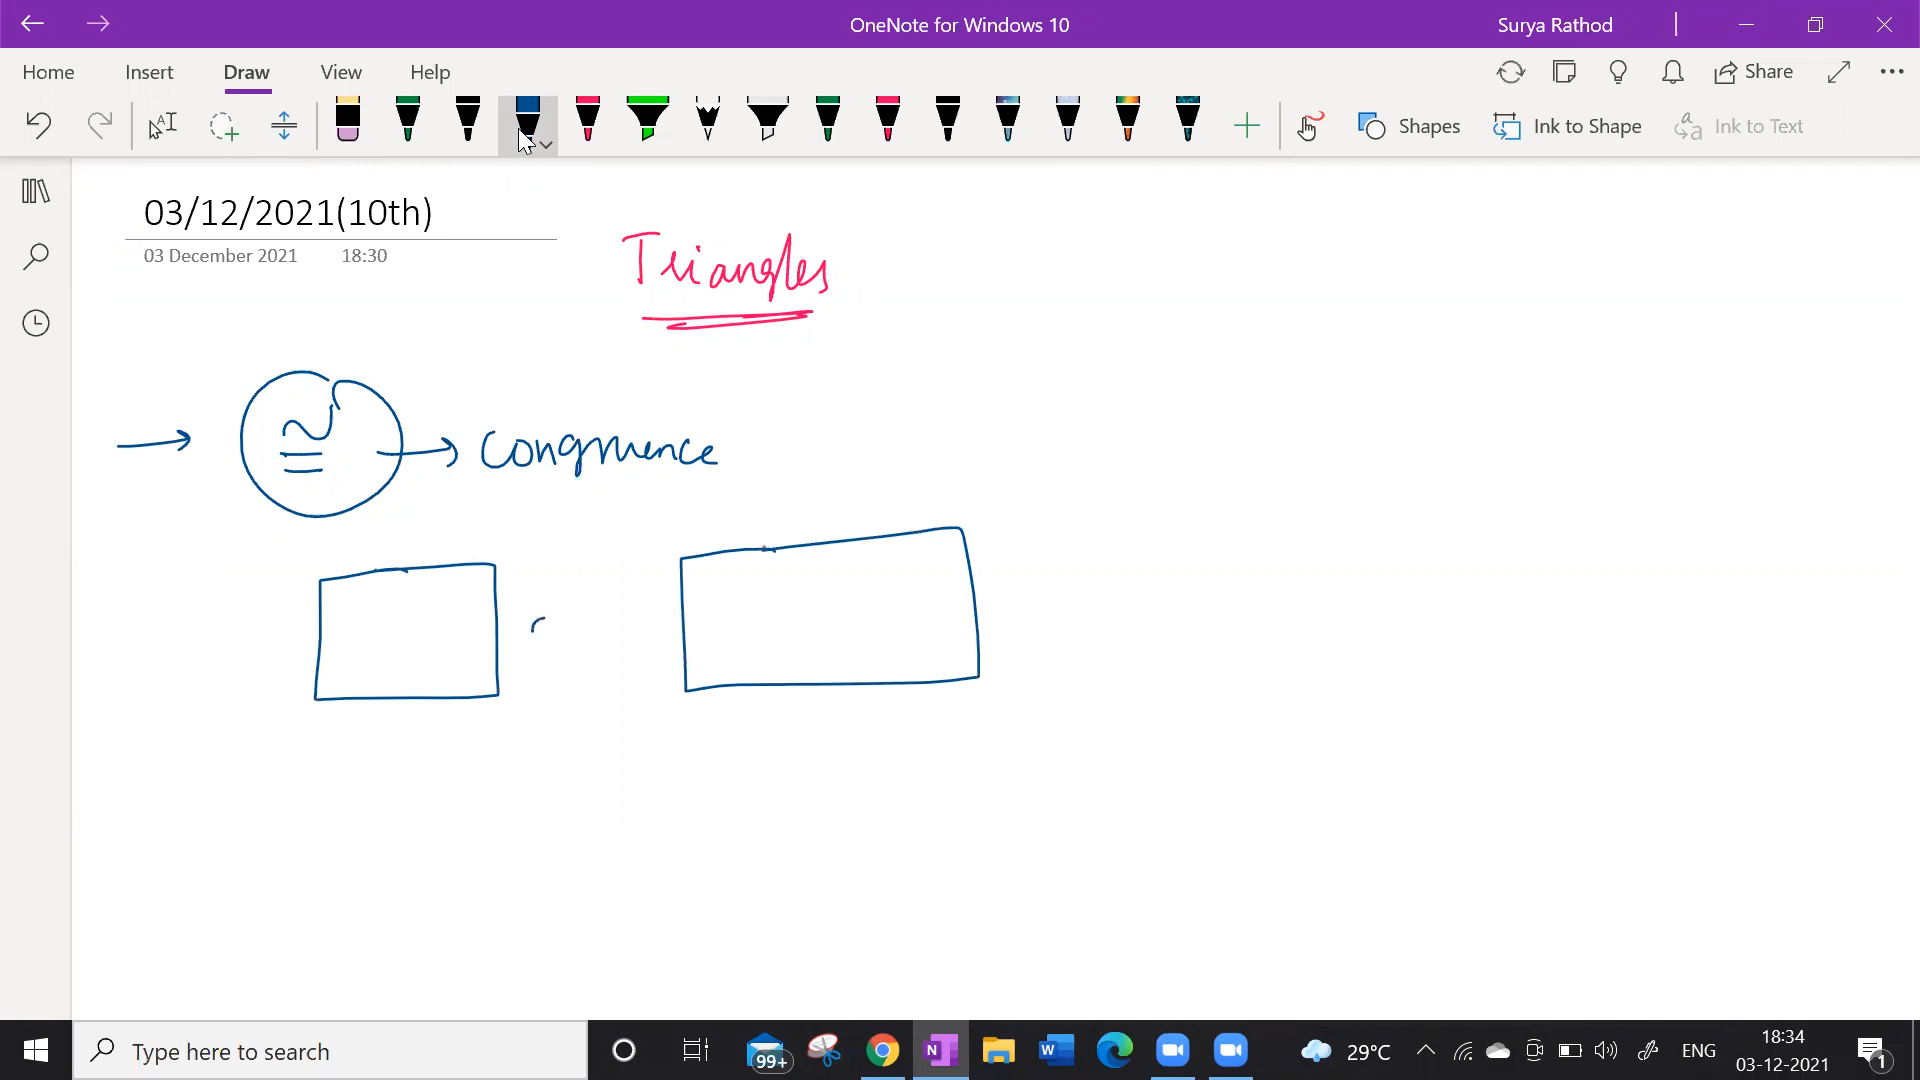 OneNote for Windows 10
Surya Rathod
Home Insert Draw View Help
Share
Shapes Ink to Shape Ink to Text
03/12/2021(10th)
03 December 2021 18:30
Triangles
≅ → Congruence
Type here to search
99+
29°C
ENG
18:34
03-12-2021
1